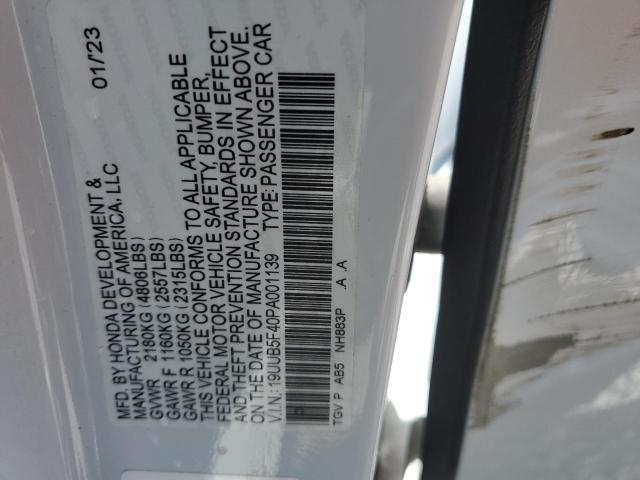 MFD. BY HONDA DEVELOPMENT & 01/'23
MANUFACTURING OF AMERICA, LLC
GVWR 2180KG (4806LBS)
GAWR F 1160KG (2557LBS)
GAWR R 1050KG (2315LBS)
THIS VEHICLE CONFORMS TO ALL APPLICABLE
FEDERAL MOTOR VEHICLE SAFETY, BUMPER,
AND THEFT PREVENTION STANDARDS IN EFFECT
ON THE DATE OF MANUFACTURE SHOWN ABOVE.
V.I.N.: 19UUB5F40PA001139 TYPE: PASSENGER CAR
TGV P AB5 NH883P .A .A